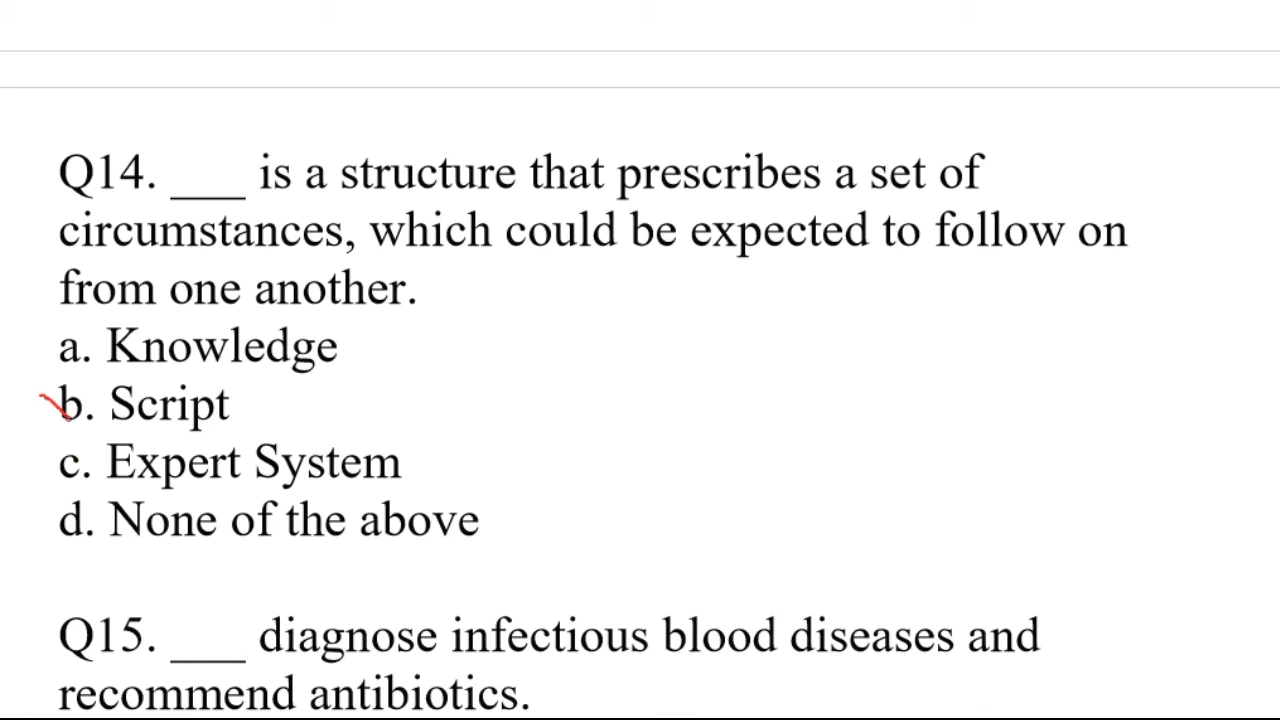 Q14. ___ is a structure that prescribes a set of
circumstances, which could be expected to follow on
from one another.
a. Knowledge
b. Script
c. Expert System
d. None of the above
Q15. ___ diagnose infectious blood diseases and
recommend antibiotics.